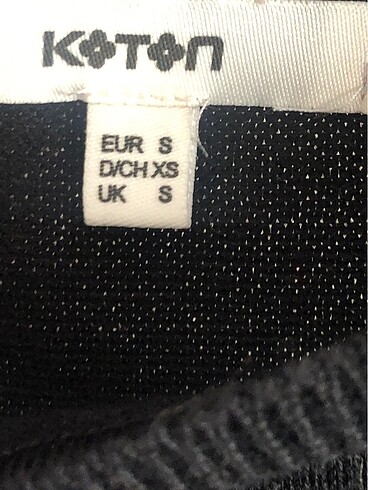 KOTON
EUR S
D/CH XS
UK S